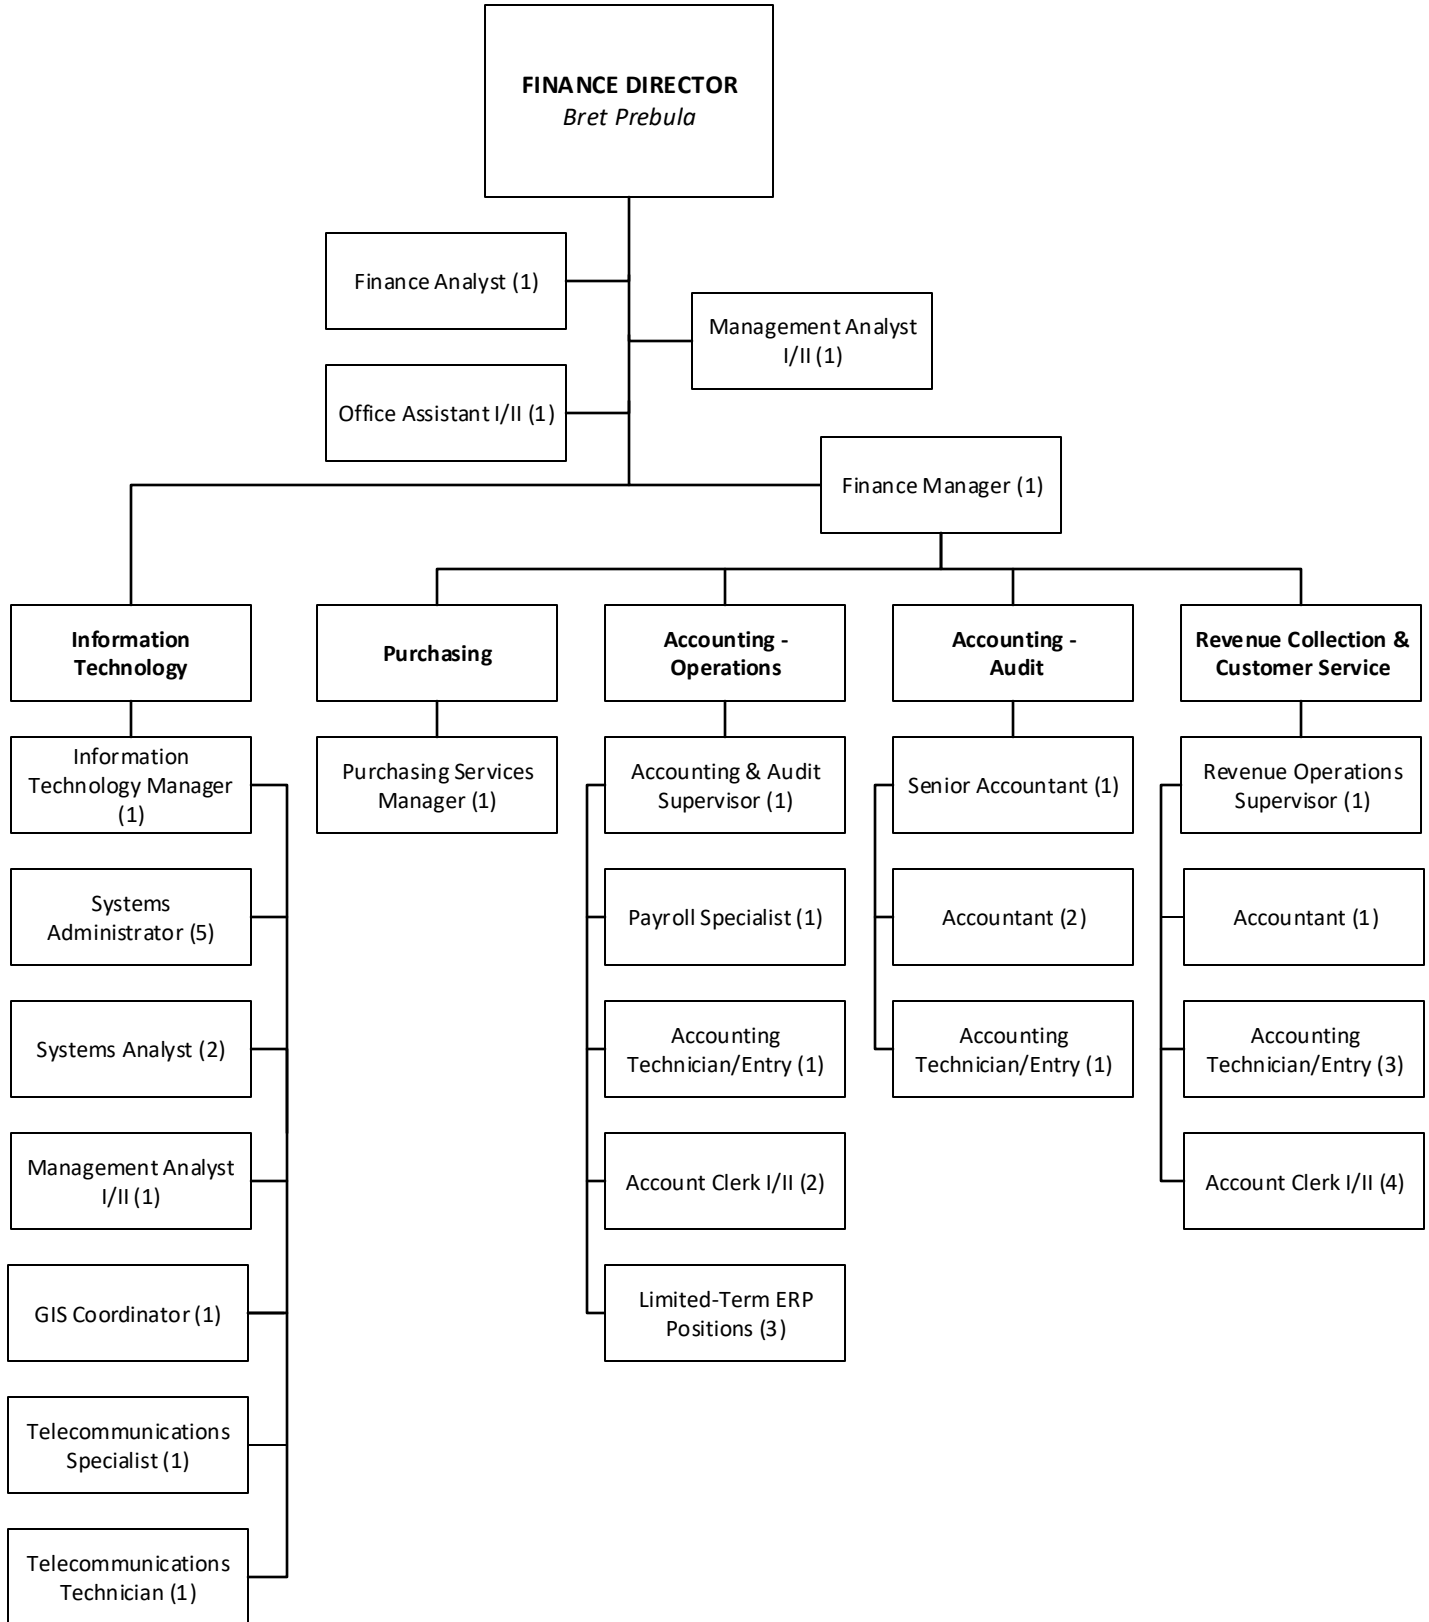 FINANCE DIRECTOR
Bret Prebula
Finance Analyst (1)
Management Analyst
I/II (1)
Office Assistant I/II (1)
Finance Manager (1)
Information
Technology
Information
Technology Manager
(1)
Systems
Administrator (5)
Systems Analyst (2)
Management Analyst
I/II (1)
GIS Coordinator (1)
Telecommunications
Specialist (1)
Telecommunications
Technician (1)
Purchasing
Purchasing Services
Manager (1)
Accounting -
Operations
Accounting & Audit
Supervisor (1)
Payroll Specialist (1)
Accounting
Technician/Entry (1)
Account Clerk I/II (2)
Limited-Term ERP
Positions (3)
Accounting -
Audit
Senior Accountant (1)
Accountant (2)
Accounting
Technician/Entry (1)
Revenue Collection &
Customer Service
Revenue Operations
Supervisor (1)
Accountant (1)
Accounting
Technician/Entry (3)
Account Clerk I/II (4)